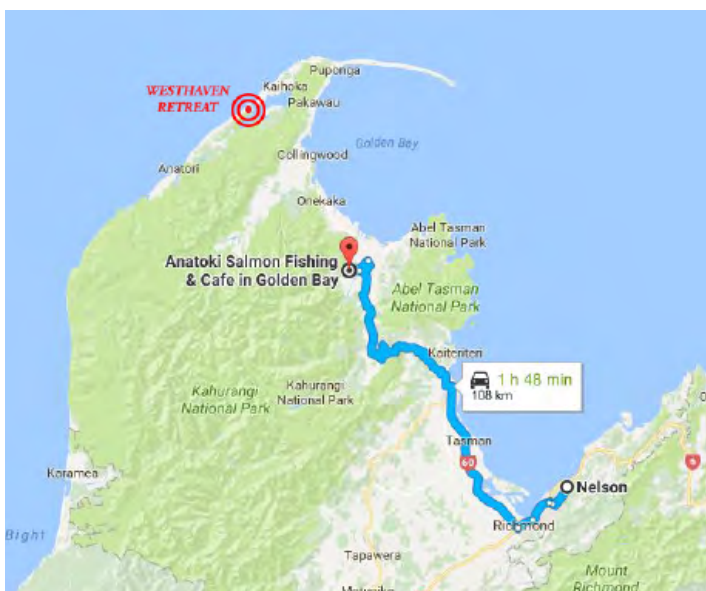 Puponga
WESTHAVEN
RETREAT
Kaihoka
Pakawau
Golden Bay
Collingwood
Anatori
Onekaka
Abel Tasman
National Park
Anatoki Salmon Fishing
& Cafe in Golden Bay
Abel Tasman
National Park
Kaiteriteri
1 h 48 min
108 km
Kahurangi
National Park
Kahurangi
National Park
Tasman
60
6
Karamea
Nelson
Richmond
Bight
Tapawera
Mount
Richmond